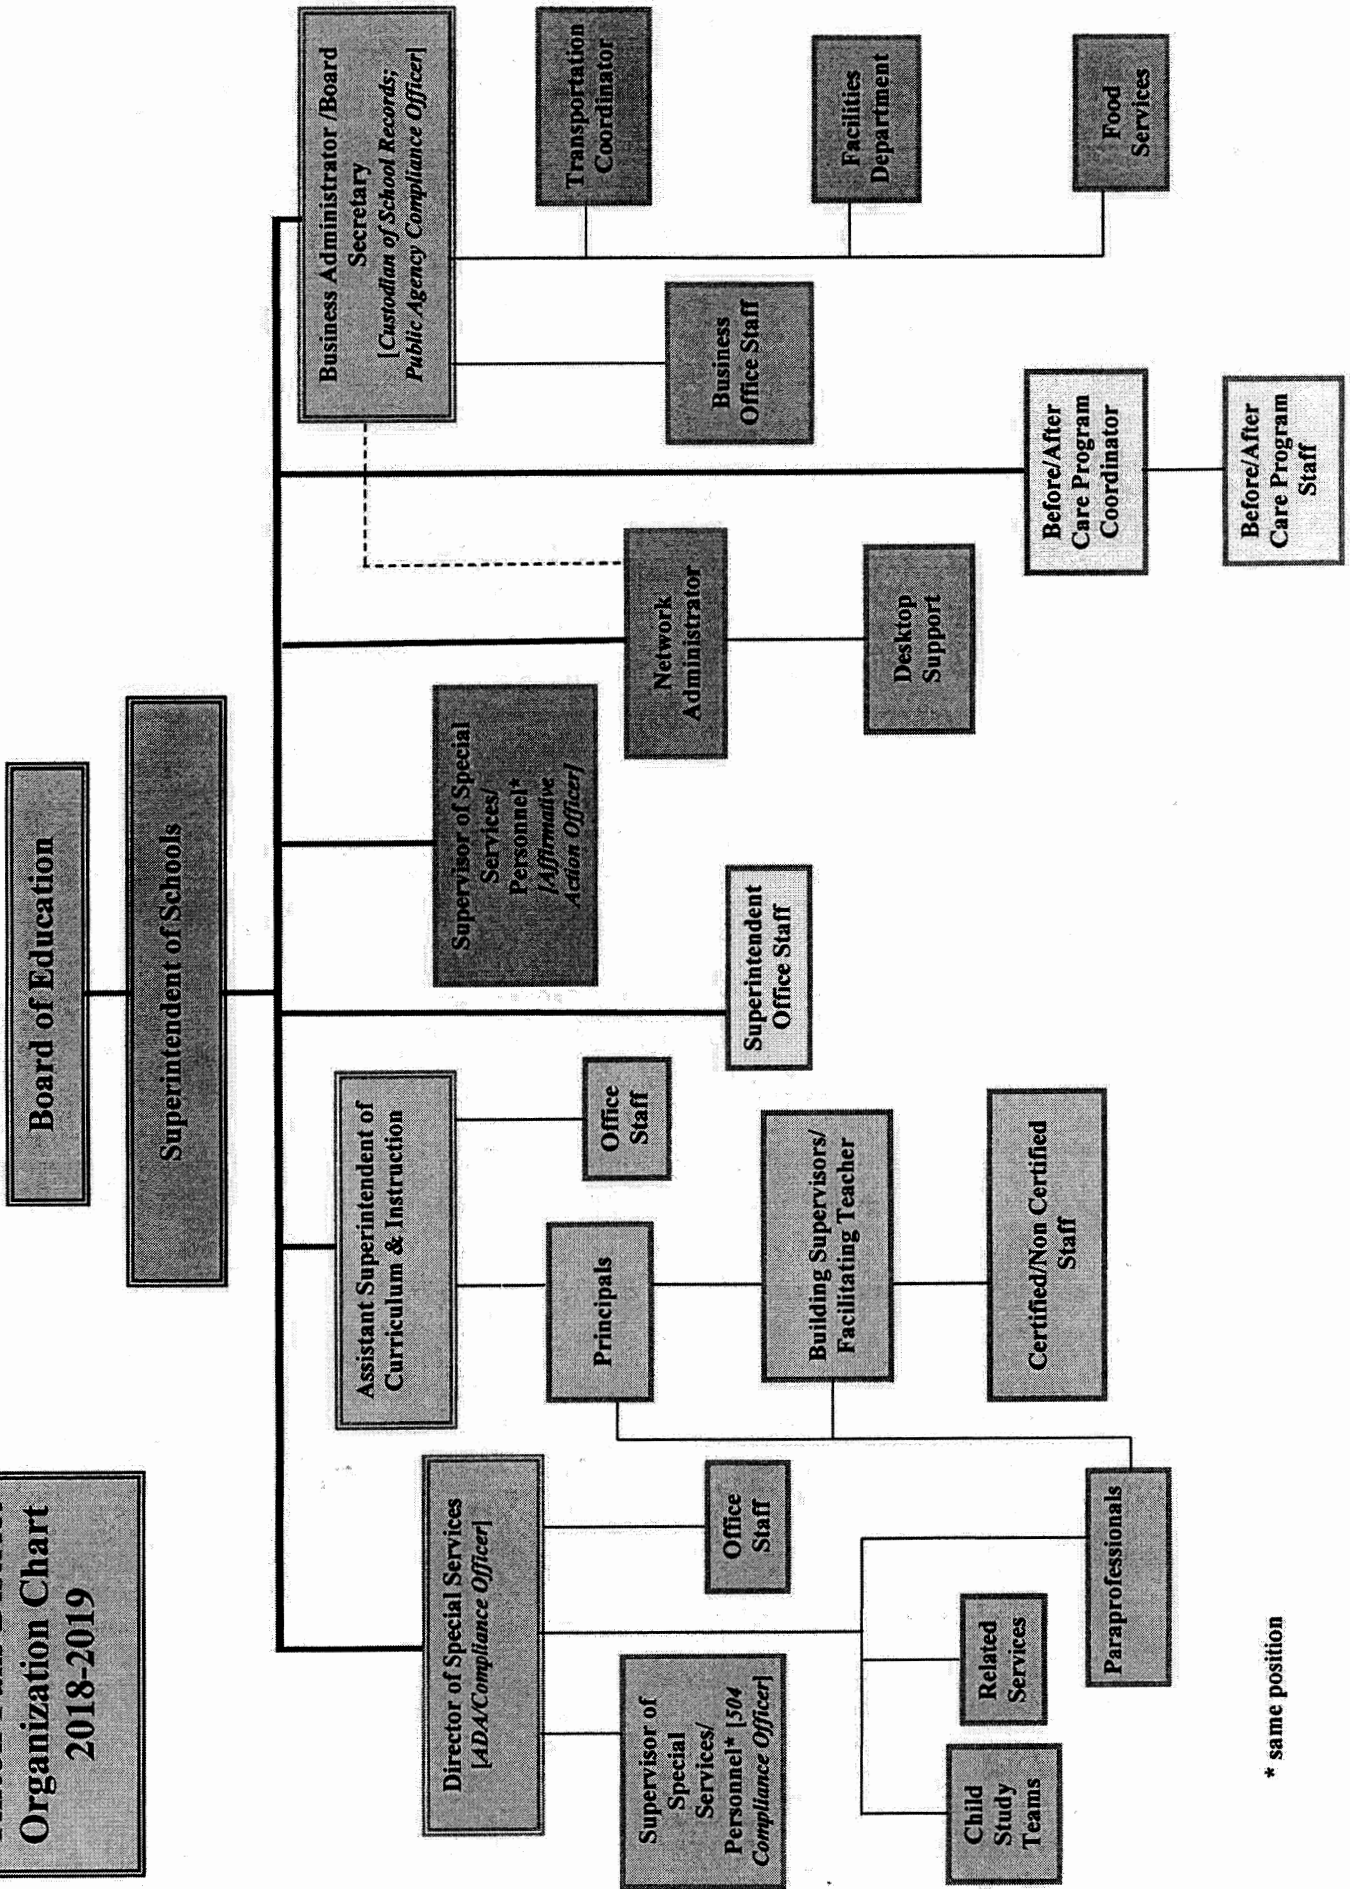 Organization Chart
2018-2019
Board of Education
Superintendent of Schools
Director of Special Services
[ADA/Compliance Officer]
Supervisor of
Special
Services/
Personnel* [504
Compliance Officer]
Office
Staff
Child
Study
Teams
Related
Services
Paraprofessionals
Assistant Superintendent of
Curriculum & Instruction
Principals
Office
Staff
Building Supervisors/
Facilitating Teacher
Certified/Non Certified
Staff
Superintendent
Office Staff
Supervisor of Special
Services/
Personnel*
[Affirmative
Action Officer]
Network
Administrator
Desktop
Support
Before/After
Care Program
Coordinator
Before/After
Care Program
Staff
Business Administrator /Board
Secretary
[Custodian of School Records;
Public Agency Compliance Officer]
Business
Office Staff
Transportation
Coordinator
Facilities
Department
Food
Services
* same position